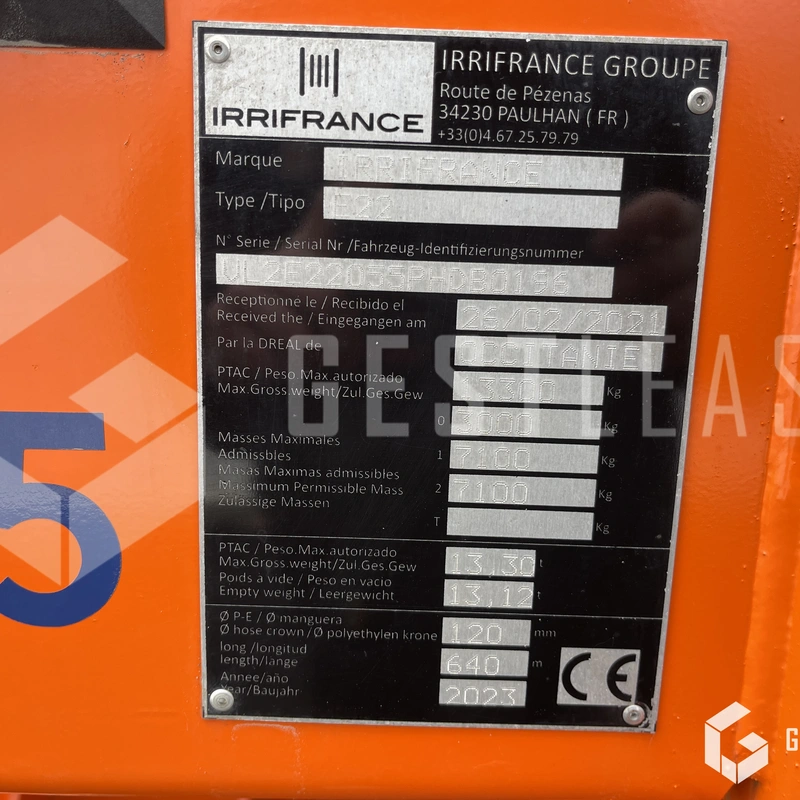 IRRIFRANCE
IRRIFRANCE GROUPE
Route de Pézenas
34230 PAULHAN ( FR )
+33(0)4.67.25.79.79
Marque IRRIFRANCE
Type /Tipo E22
N° Serie / Serial Nr /Fahrzeug-Identifizierungsnummer
VL2E22055PHDB0196
Receptionne le / Recibido el
Received the / Eingegangen am 26/02/2021
Par la DREAL de OCCITANIE
PTAC / Peso Max.autorizado
Max.Gross.weight/Zul.Ges.Gew 13300 Kg
0 3000 Kg
Masses Maximales
Admissbles 1 7100 Kg
Masas Maximas admissibles
Maximum Permissible Mass 2 7100 Kg
Zulässige Massen
T Kg
PTAC / Peso.Max.autorizado
Max.Gross.weight/Zul.Ges.Gew 13,30 t
Poids à vide / Peso en vacio
Empty weight / Leergewicht 13,12 t
Ø P-E / Ø manguera
Ø hose crown/Ø polyethylen krone 120 mm
long /longitud
length/länge 640 m
Annee/año
Year/Baujahr 2023
CE
5
GESTLEAS
G